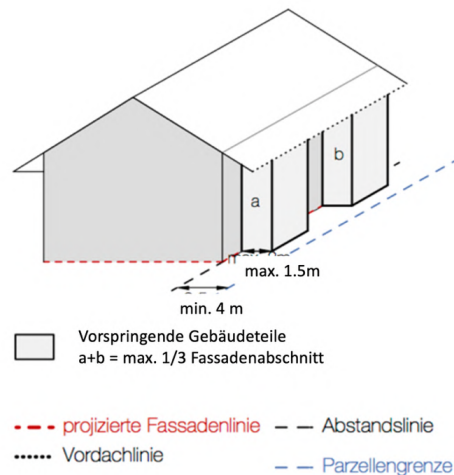 b
a
max. 1.5m
min. 4 m
Vorspringende Gebäudeteile
a+b = max. 1/3 Fassadenabschnitt
projizierte Fassadenlinie
Abstandslinie
Vordachlinie
Parzellengrenze